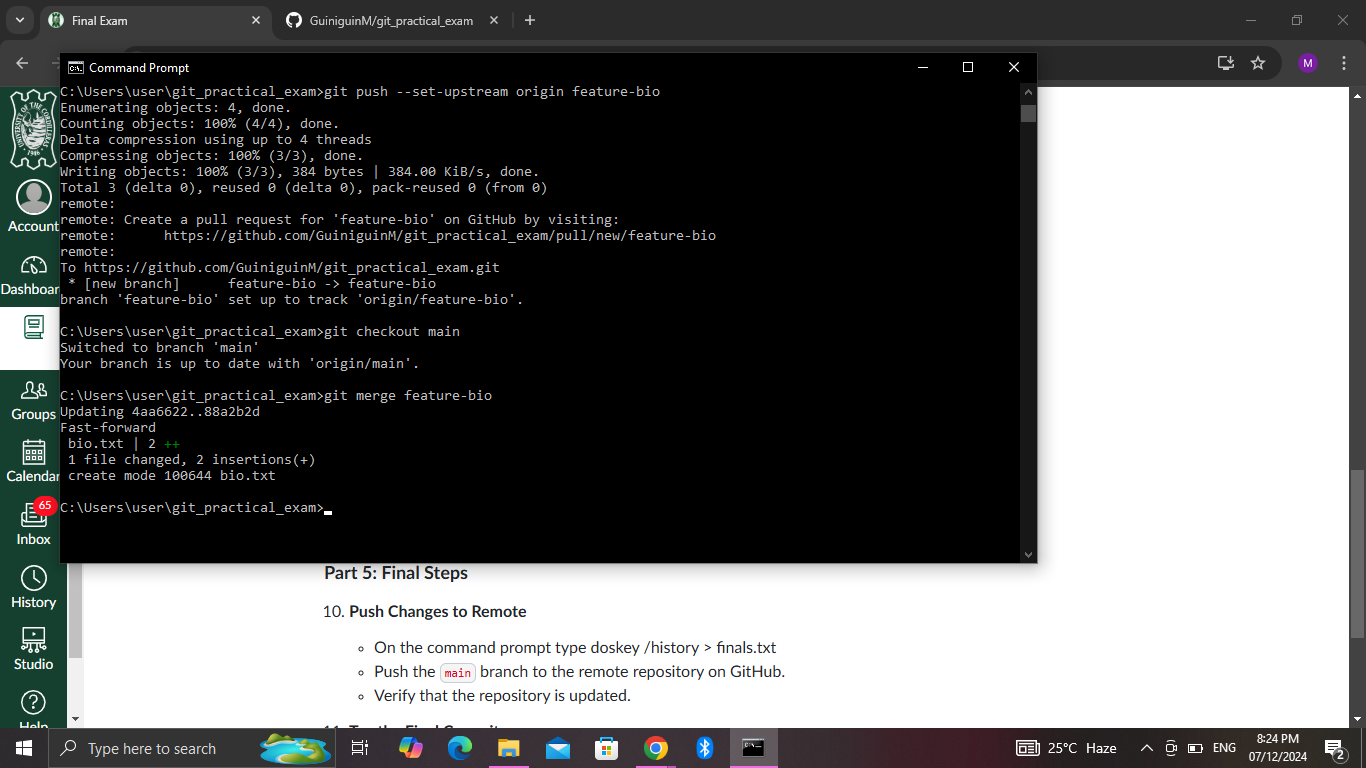 Final Exam
GuiniguinM/git_practical_exam
M
Command Prompt
C:\Users\user\git_practical_exam>git push --set-upstream origin feature-bio
Enumerating objects: 4, done.
Counting objects: 100% (4/4), done.
Delta compression using up to 4 threads
Compressing objects: 100% (3/3), done.
Writing objects: 100% (3/3), 384 bytes | 384.00 KiB/s, done.
Total 3 (delta 0), reused 0 (delta 0), pack-reused 0 (from 0)
remote:
remote: Create a pull request for 'feature-bio' on GitHub by visiting:
remote:      https://github.com/GuiniguinM/git_practical_exam/pull/new/feature-bio
remote:
To https://github.com/GuiniguinM/git_practical_exam.git
 * [new branch]      feature-bio -> feature-bio
branch 'feature-bio' set up to track 'origin/feature-bio'.
C:\Users\user\git_practical_exam>git checkout main
Switched to branch 'main'
Your branch is up to date with 'origin/main'.
C:\Users\user\git_practical_exam>git merge feature-bio
Updating 4aa6622..88a2b2d
Fast-forward
 bio.txt | 2 ++
 1 file changed, 2 insertions(+)
 create mode 100644 bio.txt
C:\Users\user\git_practical_exam>
Account
Dashboar
Groups
Calendar
65
Inbox
History
Studio
Help
Part 5: Final Steps
10. Push Changes to Remote
On the command prompt type doskey /history > finals.txt
Push the main branch to the remote repository on GitHub.
Verify that the repository is updated.
Type here to search
25°C Haze
ENG
8:24 PM
07/12/2024
2